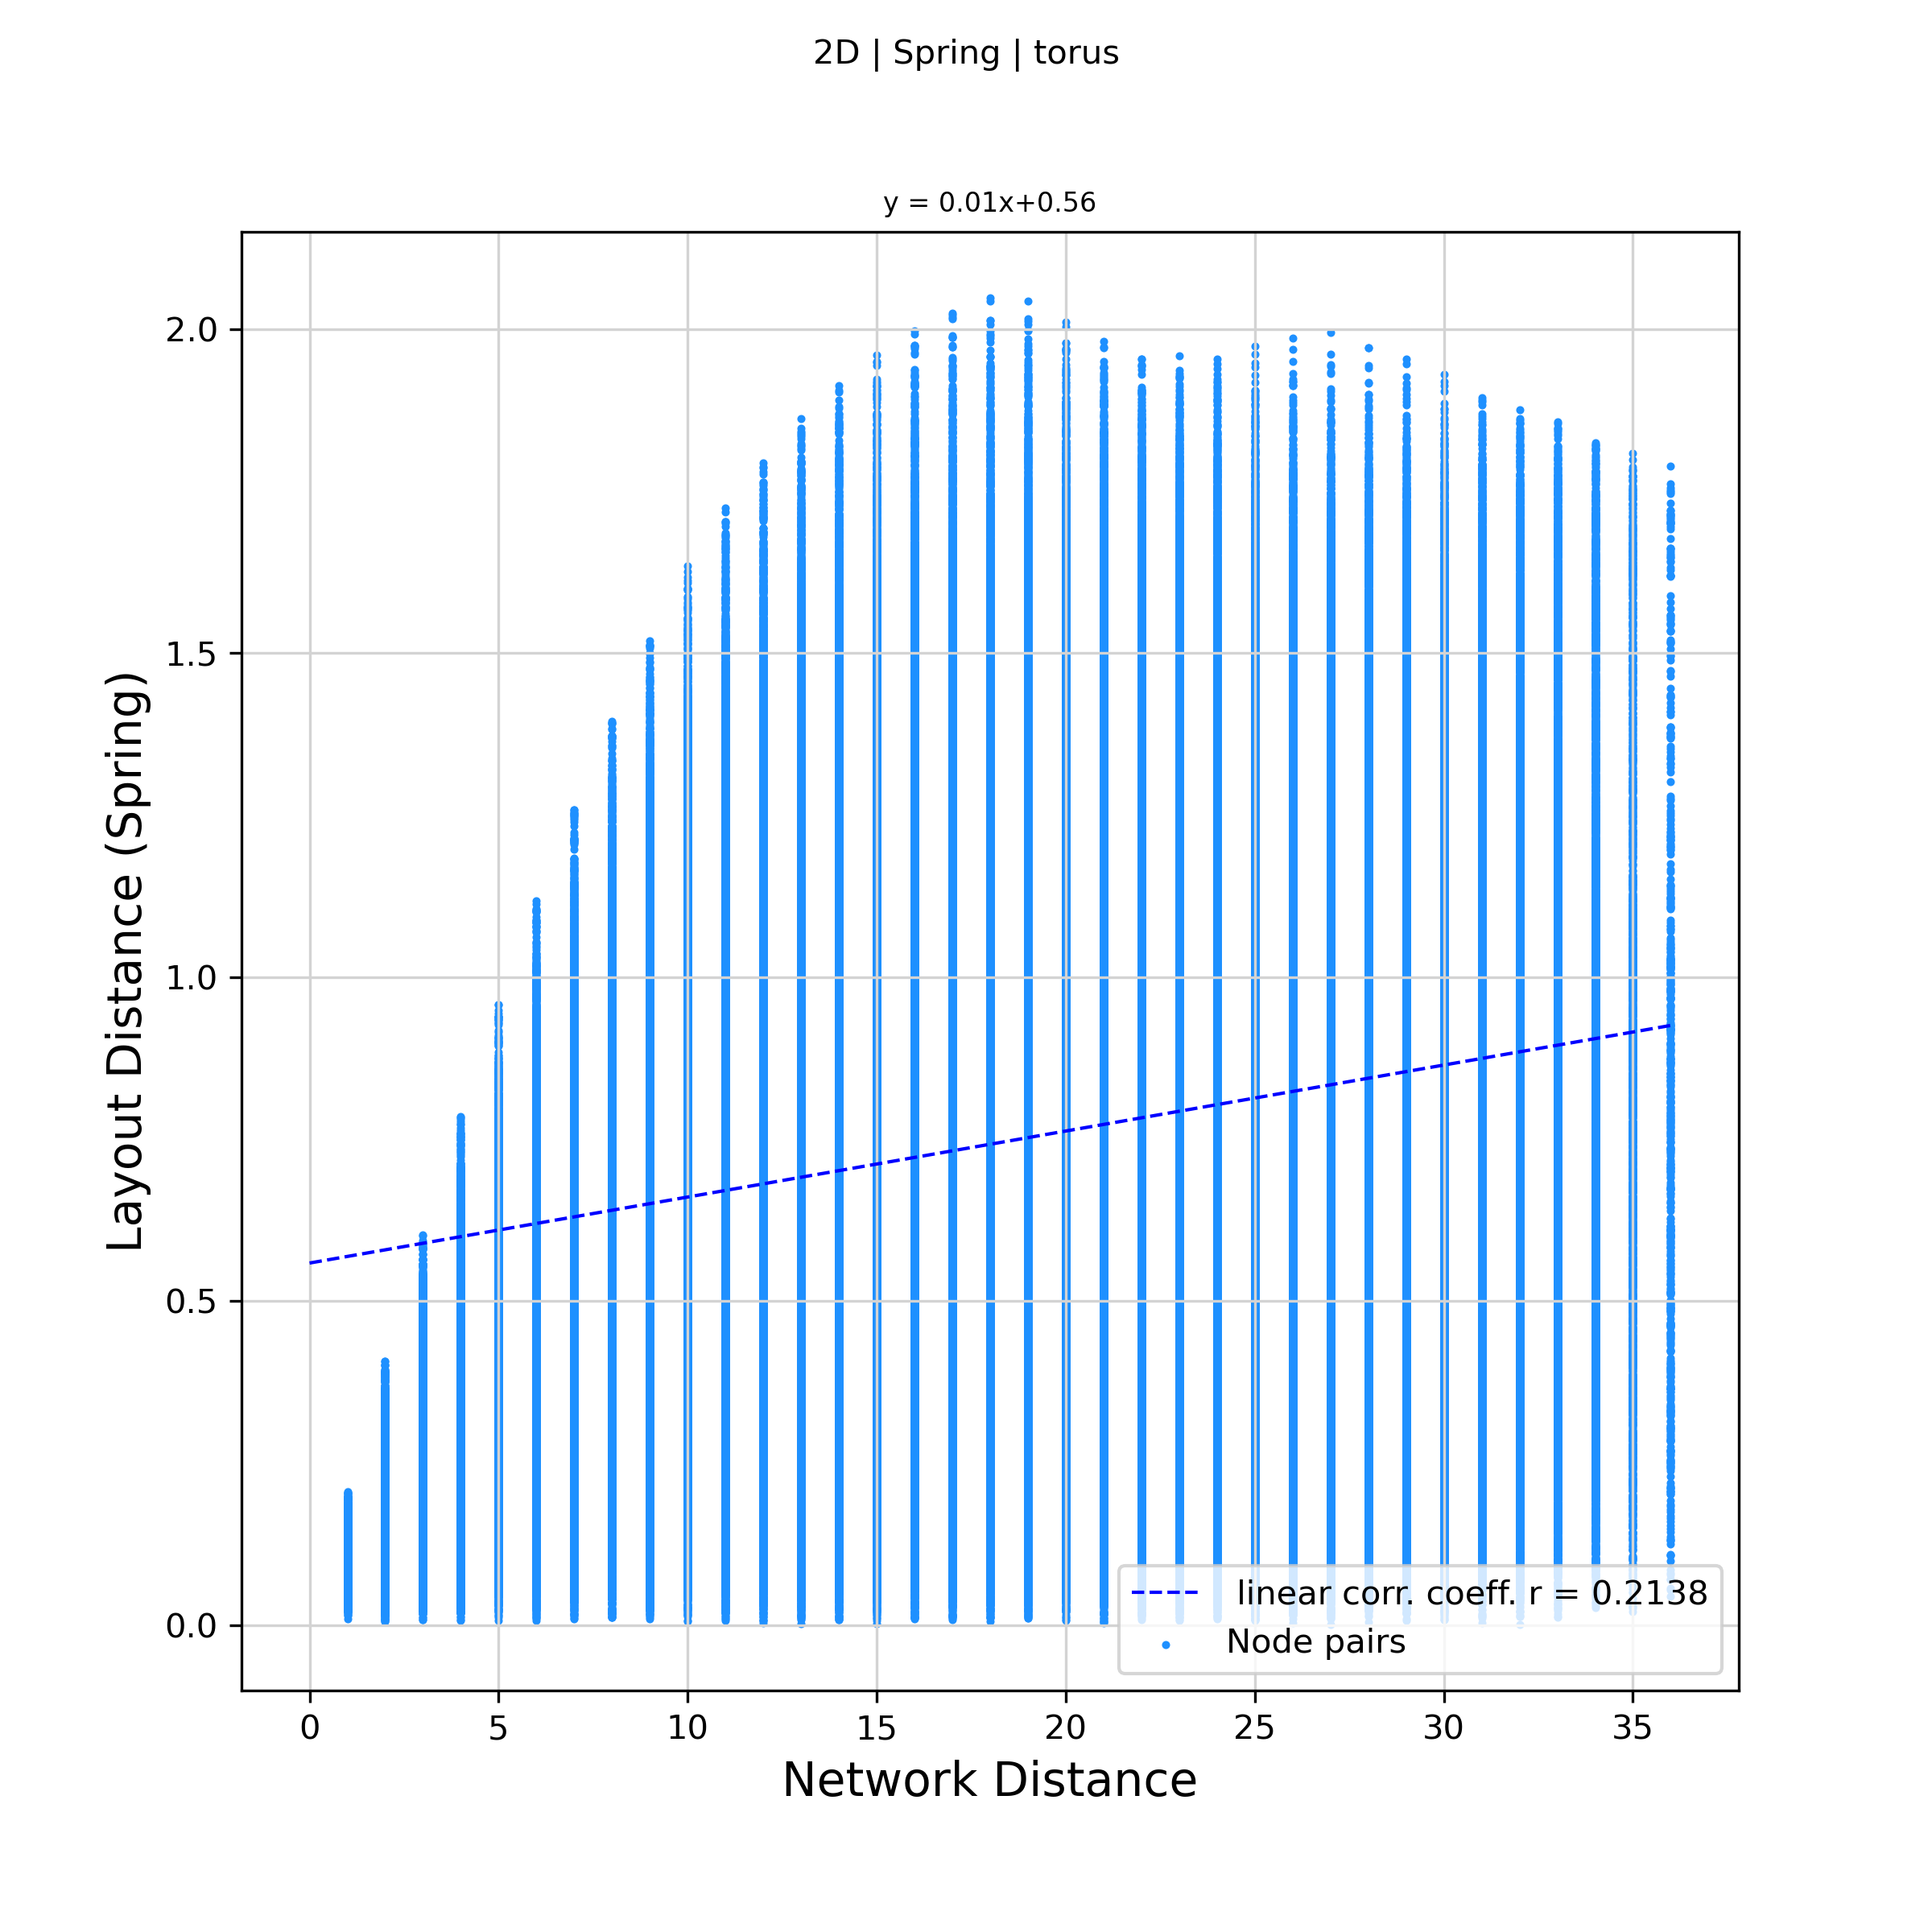 2D | Spring | torus
y = 0.01x+0.56
2.0
1.5
1.0
0.5
0.0
Layout Distance (Spring)
linear corr. coeff. r = 0.2138
Node pairs
0 5 10 15 20 25 30 35
Network Distance